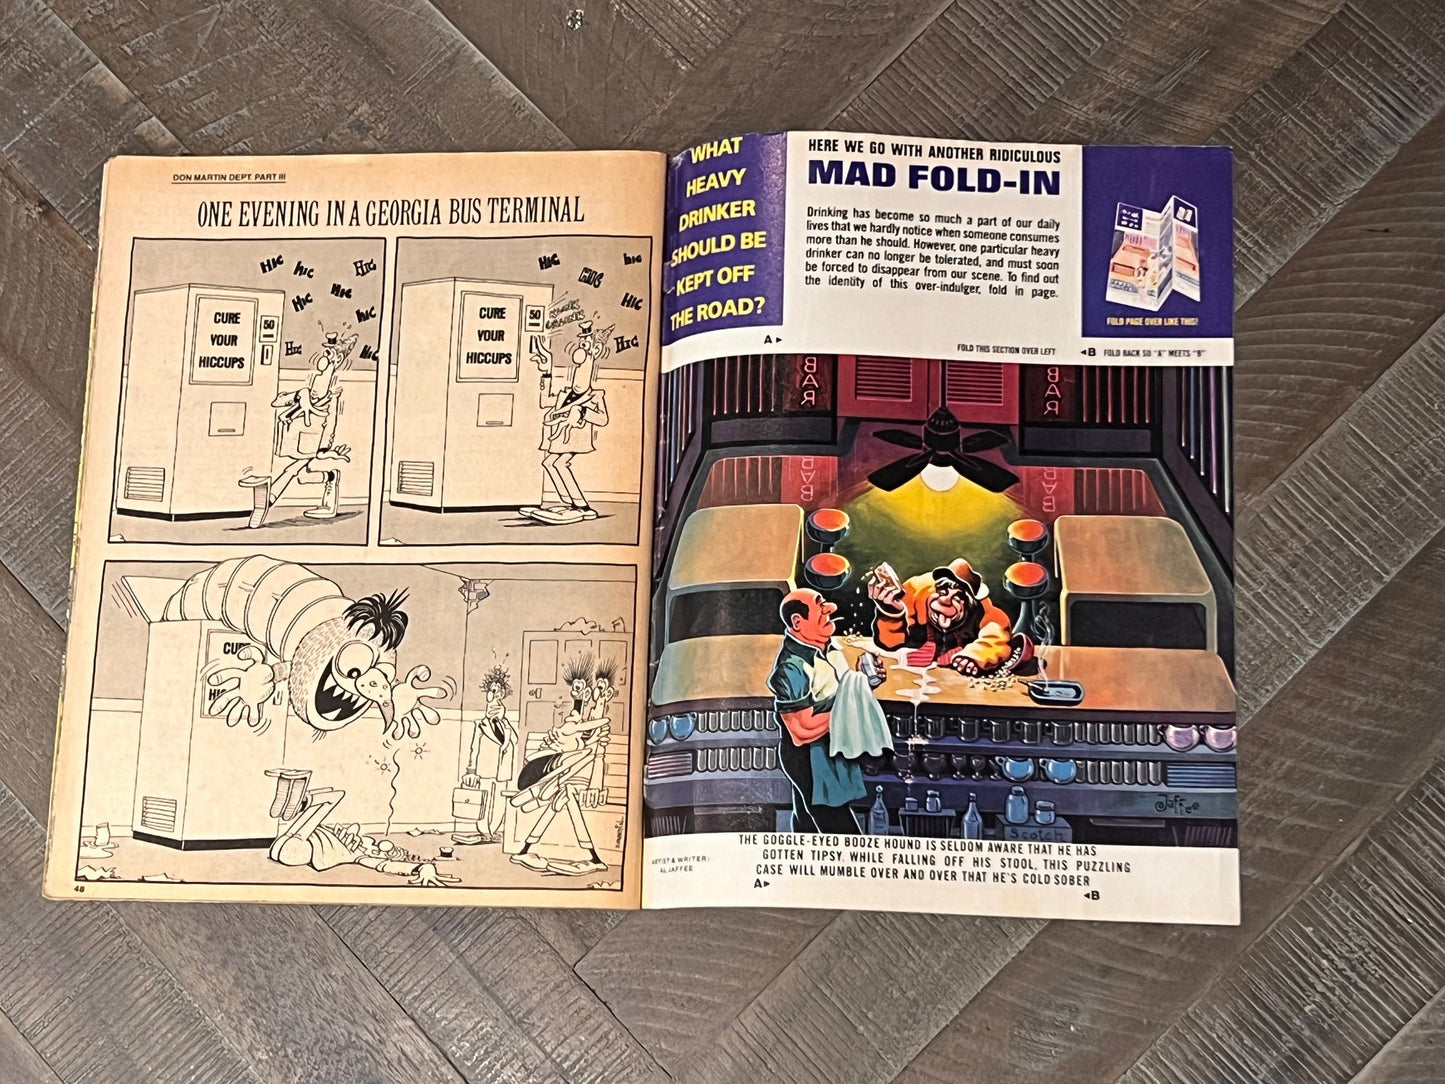 DON MARTIN DEPT. PART III
ONE EVENING IN A GEORGIA BUS TERMINAL
HIC
hic
HIC
HIC
HIC
hic
HIC
HIC
CURE
YOUR
HICCUPS
50
HIC
HIC
hic
HIC
HIC
CURE
YOUR
HICCUPS
50
CU
48
WHAT
HEAVY
DRINKER
SHOULD BE
KEPT OFF
THE ROAD?
A▸
HERE WE GO WITH ANOTHER RIDICULOUS
MAD FOLD-IN
Drinking has become so much a part of our daily
lives that we hardly notice when someone consumes
more than he should. However, one particular heavy
drinker can no longer be tolerated, and must soon
be forced to disappear from our scene. To find out
the identity of this over-indulger, fold in page.
FOLD THIS SECTION OVER LEFT
FOLD PAGE OVER LIKE THIS!
◂B FOLD BACK SO "A" MEETS "B"
BAR
BAR
BAR
BAR
Scotch
Jaffee
ARTIST & WRITER:
AL JAFFEE
THE GOGGLE-EYED BOOZE HOUND IS SELDOM AWARE THAT HE HAS
GOTTEN TIPSY. WHILE FALLING OFF HIS STOOL, THIS PUZZLING
CASE WILL MUMBLE OVER AND OVER THAT HE'S COLD SOBER
A▸
◂B